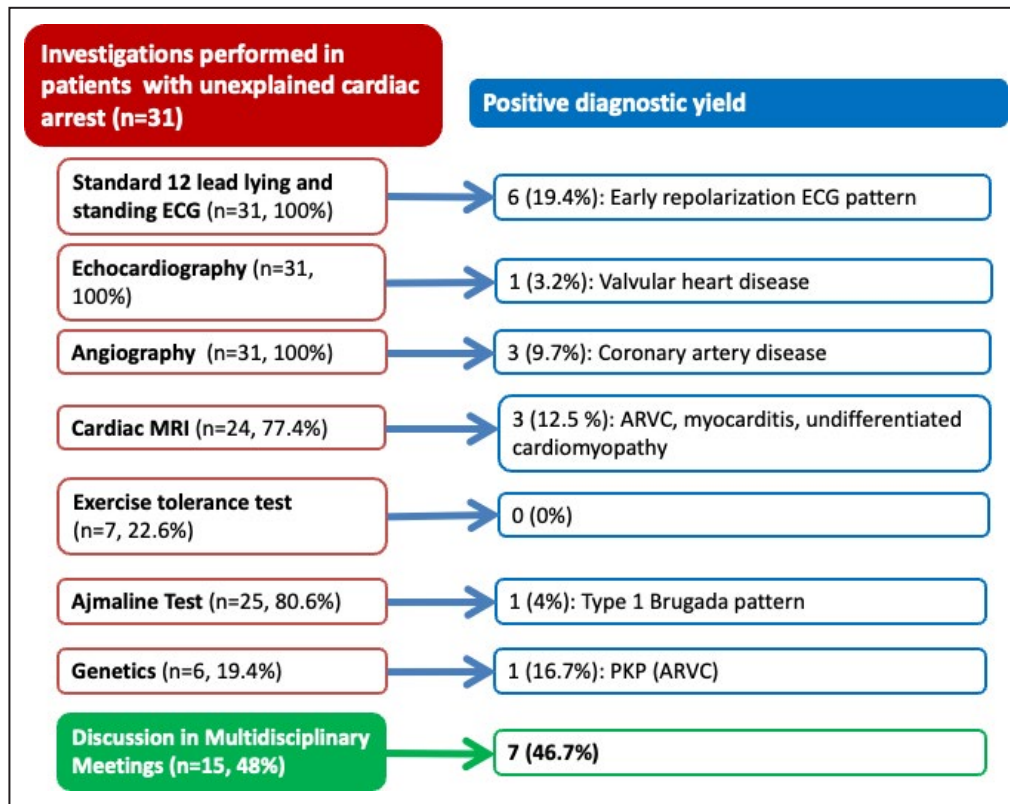 Investigations performed in
patients with unexplained cardiac
arrest (n=31)
Positive diagnostic yield
Standard 12 lead lying and
standing ECG (n=31, 100%)
6 (19.4%): Early repolarization ECG pattern
Echocardiography (n=31,
100%)
1 (3.2%): Valvular heart disease
Angiography (n=31, 100%)
3 (9.7%): Coronary artery disease
Cardiac MRI (n=24, 77.4%)
3 (12.5 %): ARVC, myocarditis, undifferentiated
cardiomyopathy
Exercise tolerance test
(n=7, 22.6%)
0 (0%)
Ajmaline Test (n=25, 80.6%)
1 (4%): Type 1 Brugada pattern
Genetics (n=6, 19.4%)
1 (16.7%): PKP (ARVC)
Discussion in Multidisciplinary
Meetings (n=15, 48%)
7 (46.7%)